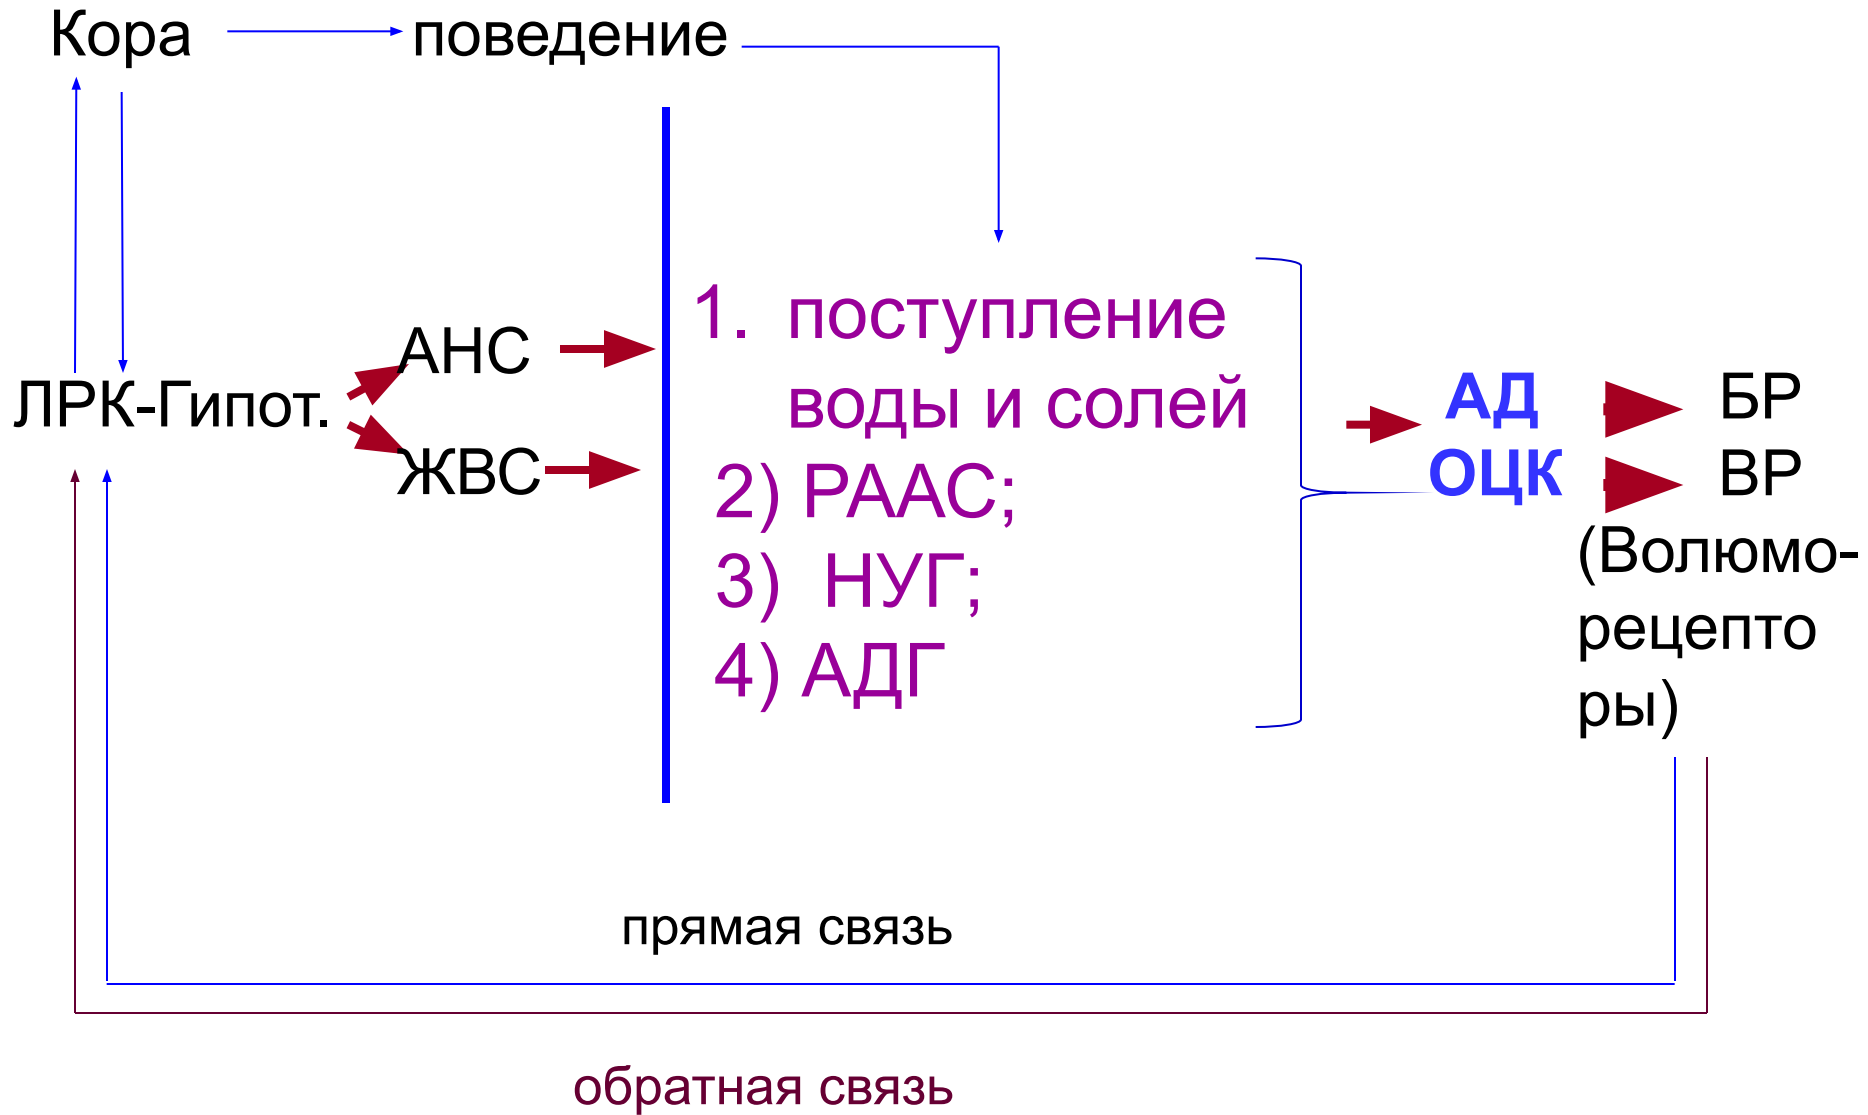 Кора
поведение
АНС
ЛРК-Гипот.
ЖВС
1. поступление
воды и солей
2) РААС;
3) НУГ;
4) АДГ
АД
ОЦК
БР
ВР
(Волюмо-
рецепто
ры)
прямая связь
обратная связь